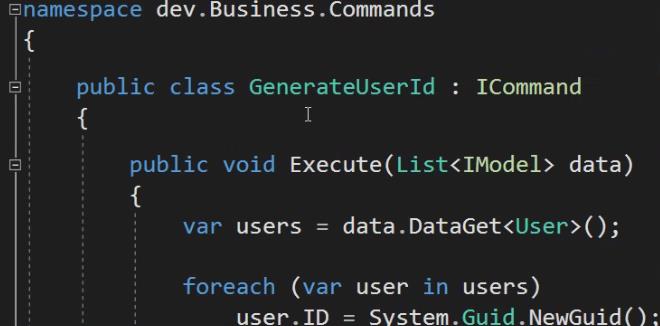 namespace dev.Business.Commands
{
public class GenerateUserId : ICommand
{
public void Execute(List<IModel> data)
{
var users = data.DataGet<User>();
foreach (var user in users)
user.ID = System.Guid.NewGuid();